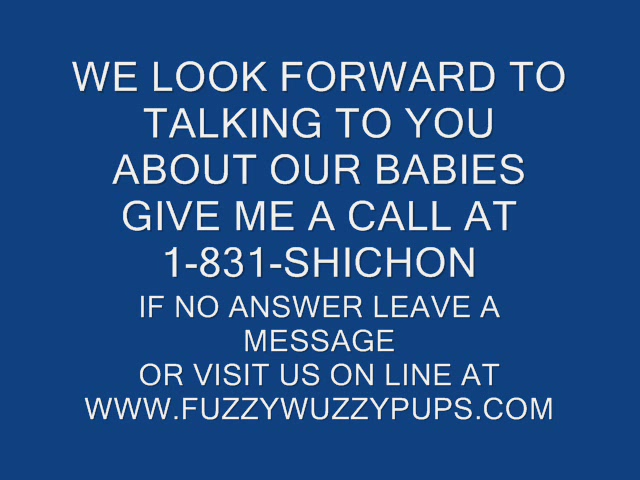 WE LOOK FORWARD TO
TALKING TO YOU
ABOUT OUR BABIES
GIVE ME A CALL AT
1-831-SHICHON
IF NO ANSWER LEAVE A
MESSAGE
OR VISIT US ON LINE AT
WWW.FUZZYWUZZYPUPS.COM